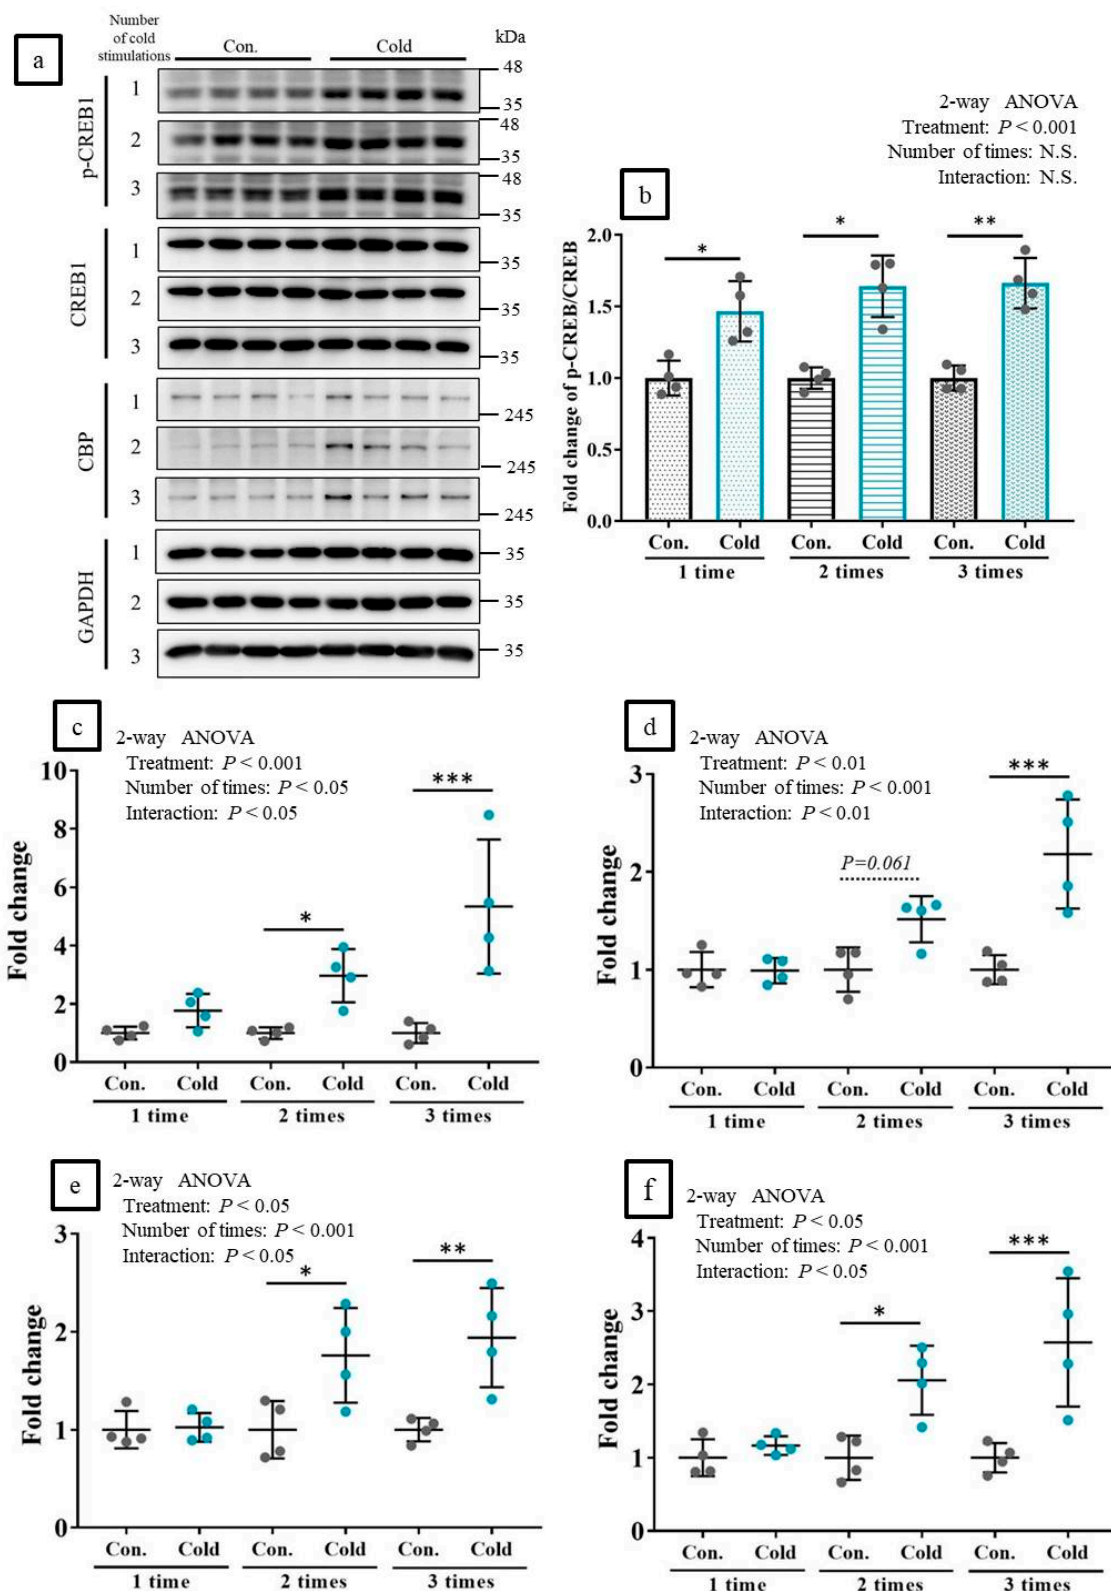 a
Number
of cold
stimulations
Con.
Cold
kDa
p-CREB1
1
48
35
2
48
35
3
48
35
CREB1
1
35
2
35
3
35
CBP
1
245
2
245
3
245
GAPDH
1
35
2
35
3
35
b
2-way ANOVA
Treatment: P < 0.001
Number of times: N.S.
Interaction: N.S.
Fold change of p-CREB/CREB
2.0
1.5
1.0
0.5
0.0
* * **
Con. Cold Con. Cold Con. Cold
1 time 2 times 3 times
c
2-way ANOVA
Treatment: P < 0.001
Number of times: P < 0.05
Interaction: P < 0.05
Fold change
10
8
6
4
2
0
* ***
Con. Cold Con. Cold Con. Cold
1 time 2 times 3 times
d
2-way ANOVA
Treatment: P < 0.01
Number of times: P < 0.001
Interaction: P < 0.01
Fold change
3
2
1
0
P=0.061
***
Con. Cold Con. Cold Con. Cold
1 time 2 times 3 times
e
2-way ANOVA
Treatment: P < 0.05
Number of times: P < 0.001
Interaction: P < 0.05
Fold change
3
2
1
0
* **
Con. Cold Con. Cold Con. Cold
1 time 2 times 3 times
f
2-way ANOVA
Treatment: P < 0.05
Number of times: P < 0.001
Interaction: P < 0.05
Fold change
4
3
2
1
0
* ***
Con. Cold Con. Cold Con. Cold
1 time 2 times 3 times